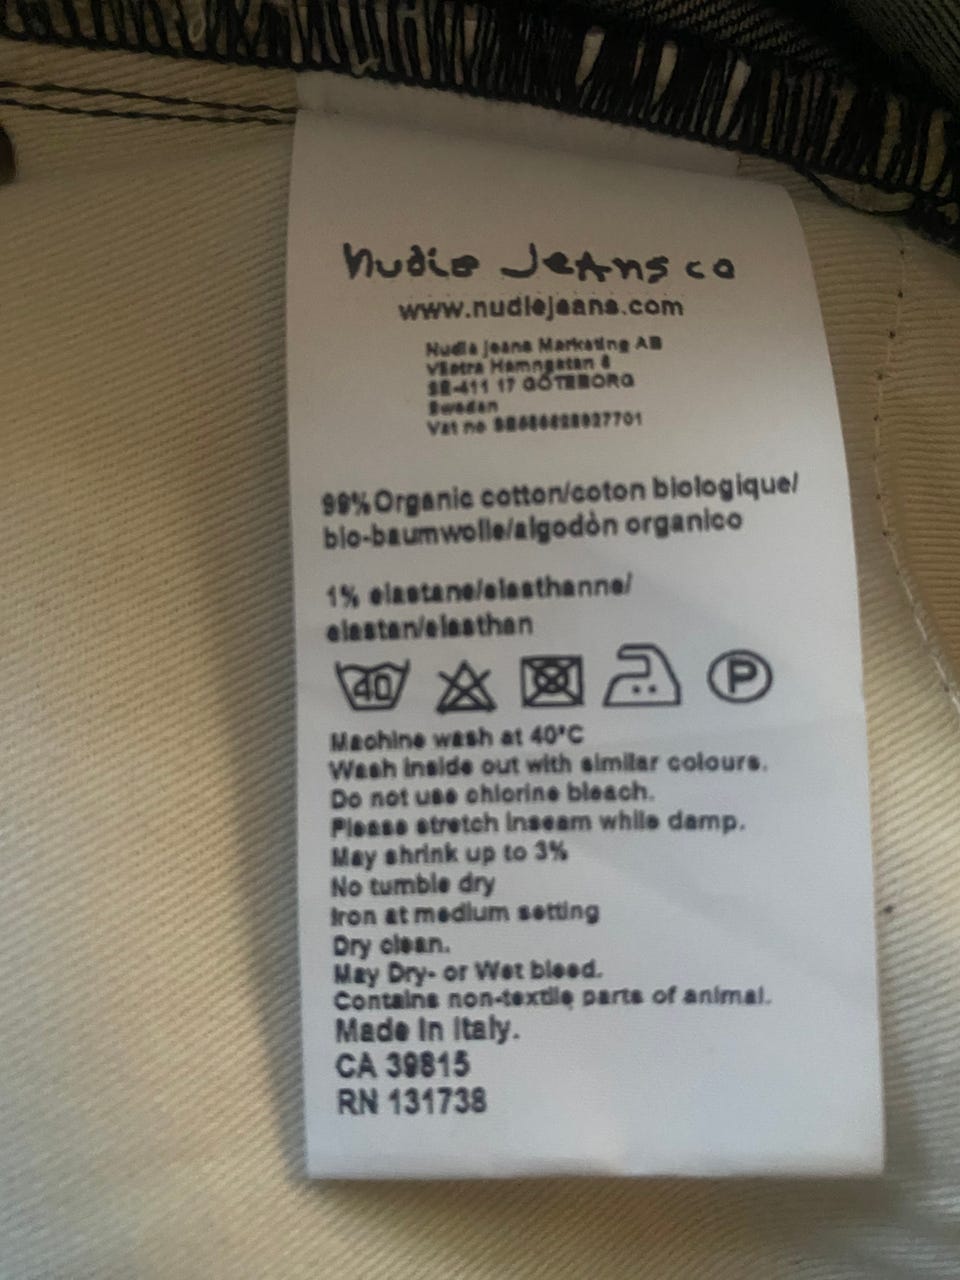 nudie Jeans co
www.nudiejeans.com
Nudie Jeans Marketing AB
Västra Hamngatan 6
SE-411 17 GÖTEBORG
Sweden
Vat no
99% Organic cotton/coton biologique/
bio-baumwolle/algodòn organico
1% elastane/elasthanne/
elastan/elasthan
40 P
Machine wash at 40°C
Wash inside out with similar colours.
Do not use chlorine bleach.
Please stretch inseam while damp.
May shrink up to 3%
No tumble dry
Iron at medium setting
Dry clean.
May Dry- or Wet bleed.
Contains non-textile parts of animal.
Made in Italy.
CA 39815
RN 131738